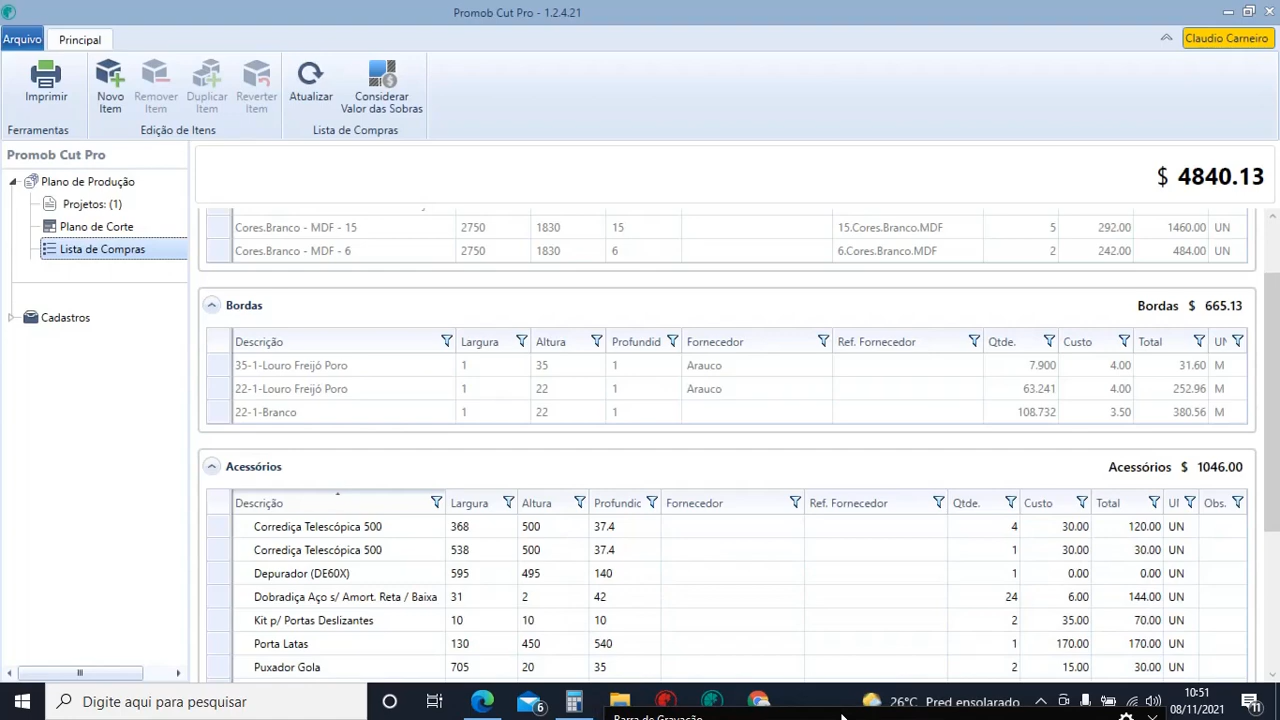 Promob Cut Pro - 1.2.4.21
Arquivo Principal Claudio Carneiro
Imprimir Novo Item Remover Item Duplicar Item Reverter Item Atualizar Considerar Valor das Sobras
Ferramentas Edição de Itens Lista de Compras
Promob Cut Pro
Plano de Produção
Projetos: (1)
Plano de Corte
Lista de Compras
Cadastros
$ 4840.13
Cores.Branco - MDF - 15 2750 1830 15 15.Cores.Branco.MDF 5 292.00 1460.00 UN
Cores.Branco - MDF - 6 2750 1830 6 6.Cores.Branco.MDF 2 242.00 484.00 UN
Bordas Bordas $ 665.13
Descrição Largura Altura Profundid Fornecedor Ref. Fornecedor Qtde. Custo Total
35-1-Louro Freijó Poro 1 35 1 Arauco 7.900 4.00 31.60 M
22-1-Louro Freijó Poro 1 22 1 Arauco 63.241 4.00 252.96 M
22-1-Branco 1 22 1 108.732 3.50 380.56 M
Acessórios Acessórios $ 1046.00
Descrição Largura Altura Profundic Fornecedor Ref. Fornecedor Qtde. Custo Total Obs.
Corrediça Telescópica 500 368 500 37.4 4 30.00 120.00 UN
Corrediça Telescópica 500 538 500 37.4 1 30.00 30.00 UN
Depurador (DE60X) 595 495 140 1 0.00 0.00 UN
Dobradiça Aço s/ Amort. Reta / Baixa 31 2 42 24 6.00 144.00 UN
Kit p/ Portas Deslizantes 10 10 10 2 35.00 70.00 UN
Porta Latas 130 450 540 1 170.00 170.00 UN
Puxador Gola 705 20 35 2 15.00 30.00 UN
Digite aqui para pesquisar 6 26°C Pred ensolarado 10:51
08/11/2021 11